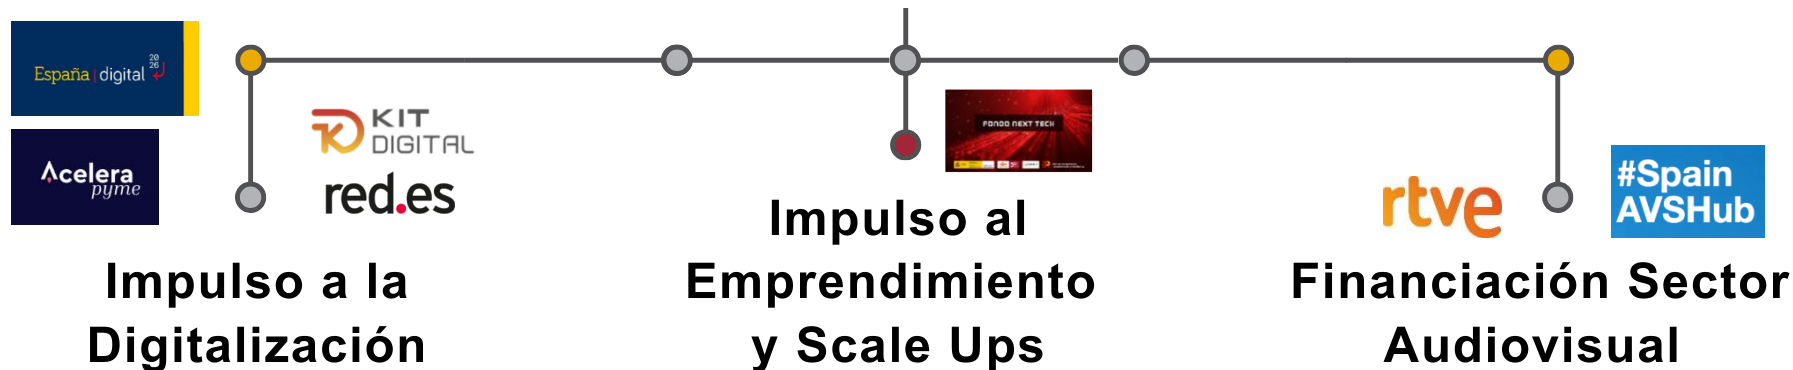 España | digital 2026
Acelera
pyme
KIT
DIGITAL
red.es
Impulso a la
Digitalización
FONDO NEXT TECH
Impulso al
Emprendimiento
y Scale Ups
rtve
#Spain
AVSHub
Financiación Sector
Audiovisual